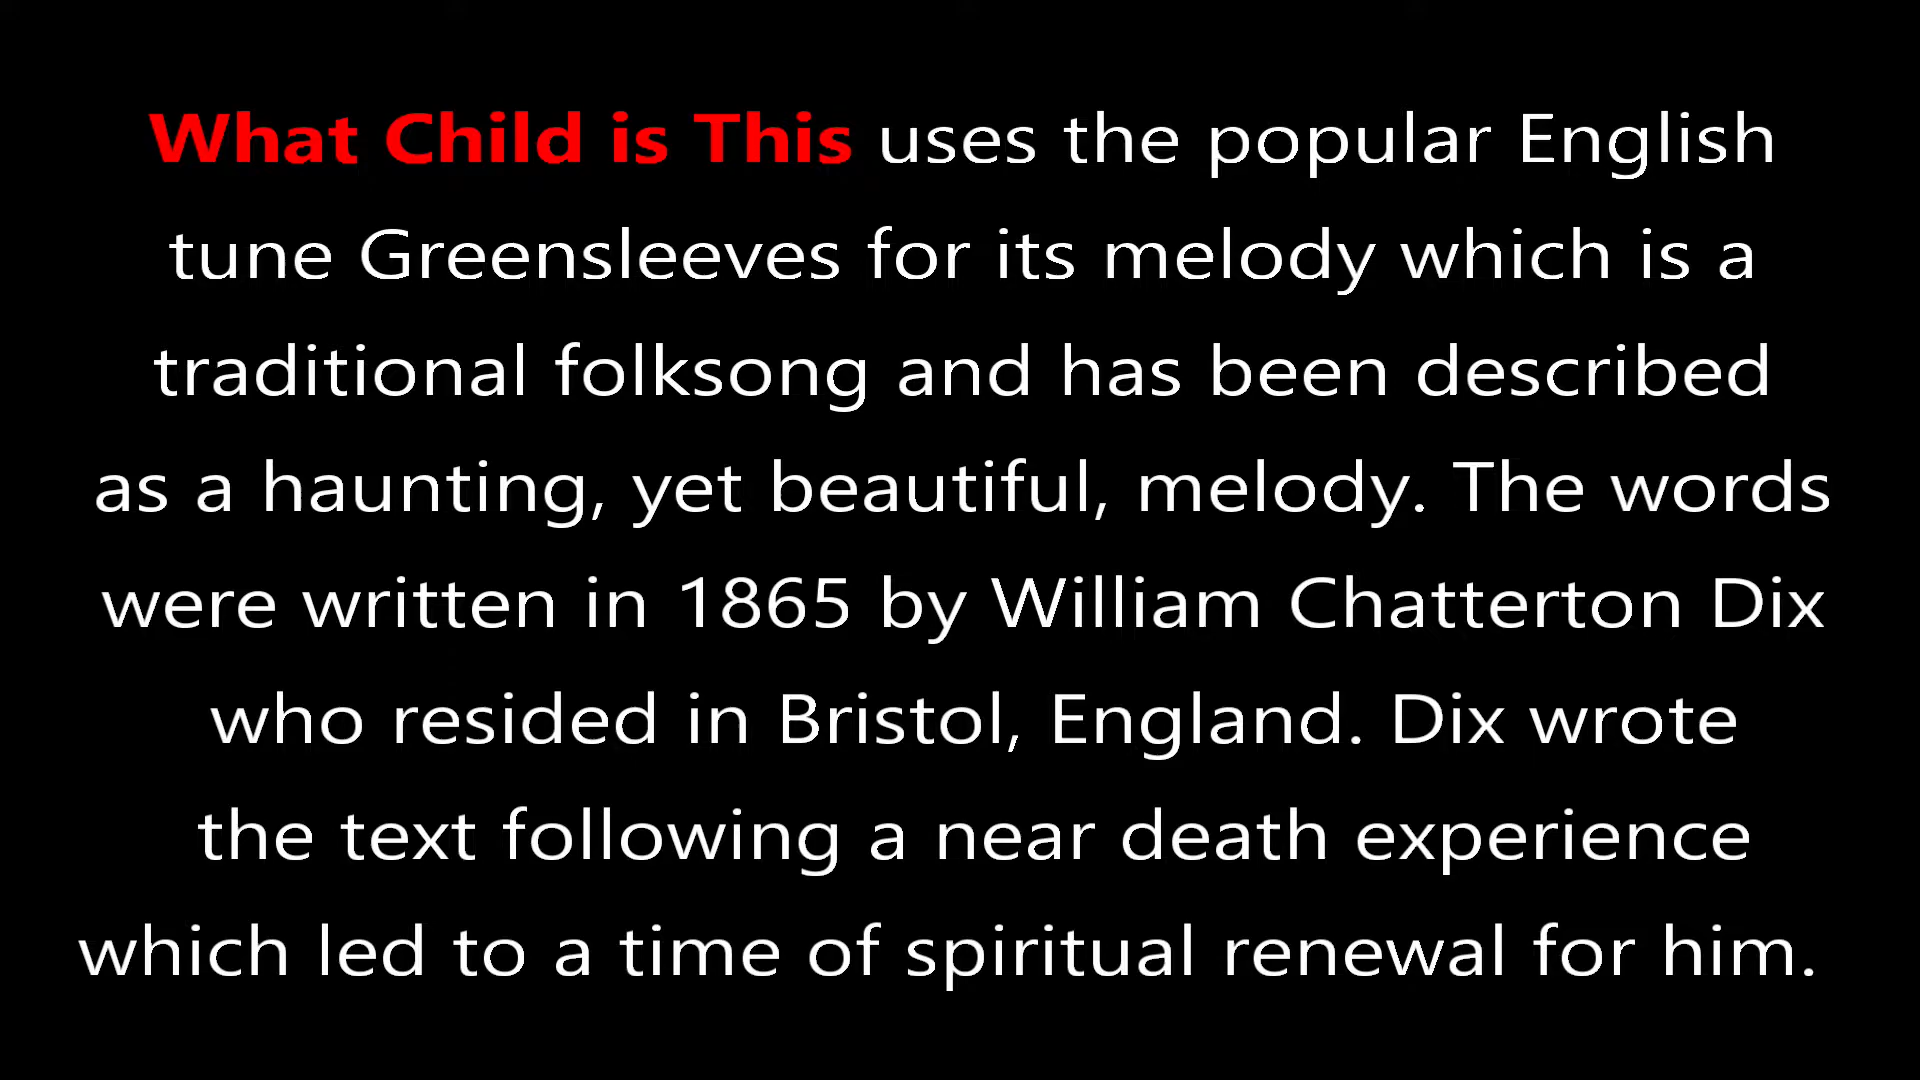 What Child is This uses the popular English
tune Greensleeves for its melody which is a
traditional folksong and has been described
as a haunting, yet beautiful, melody. The words
were written in 1865 by William Chatterton Dix
who resided in Bristol, England. Dix wrote
the text following a near death experience
which led to a time of spiritual renewal for him.